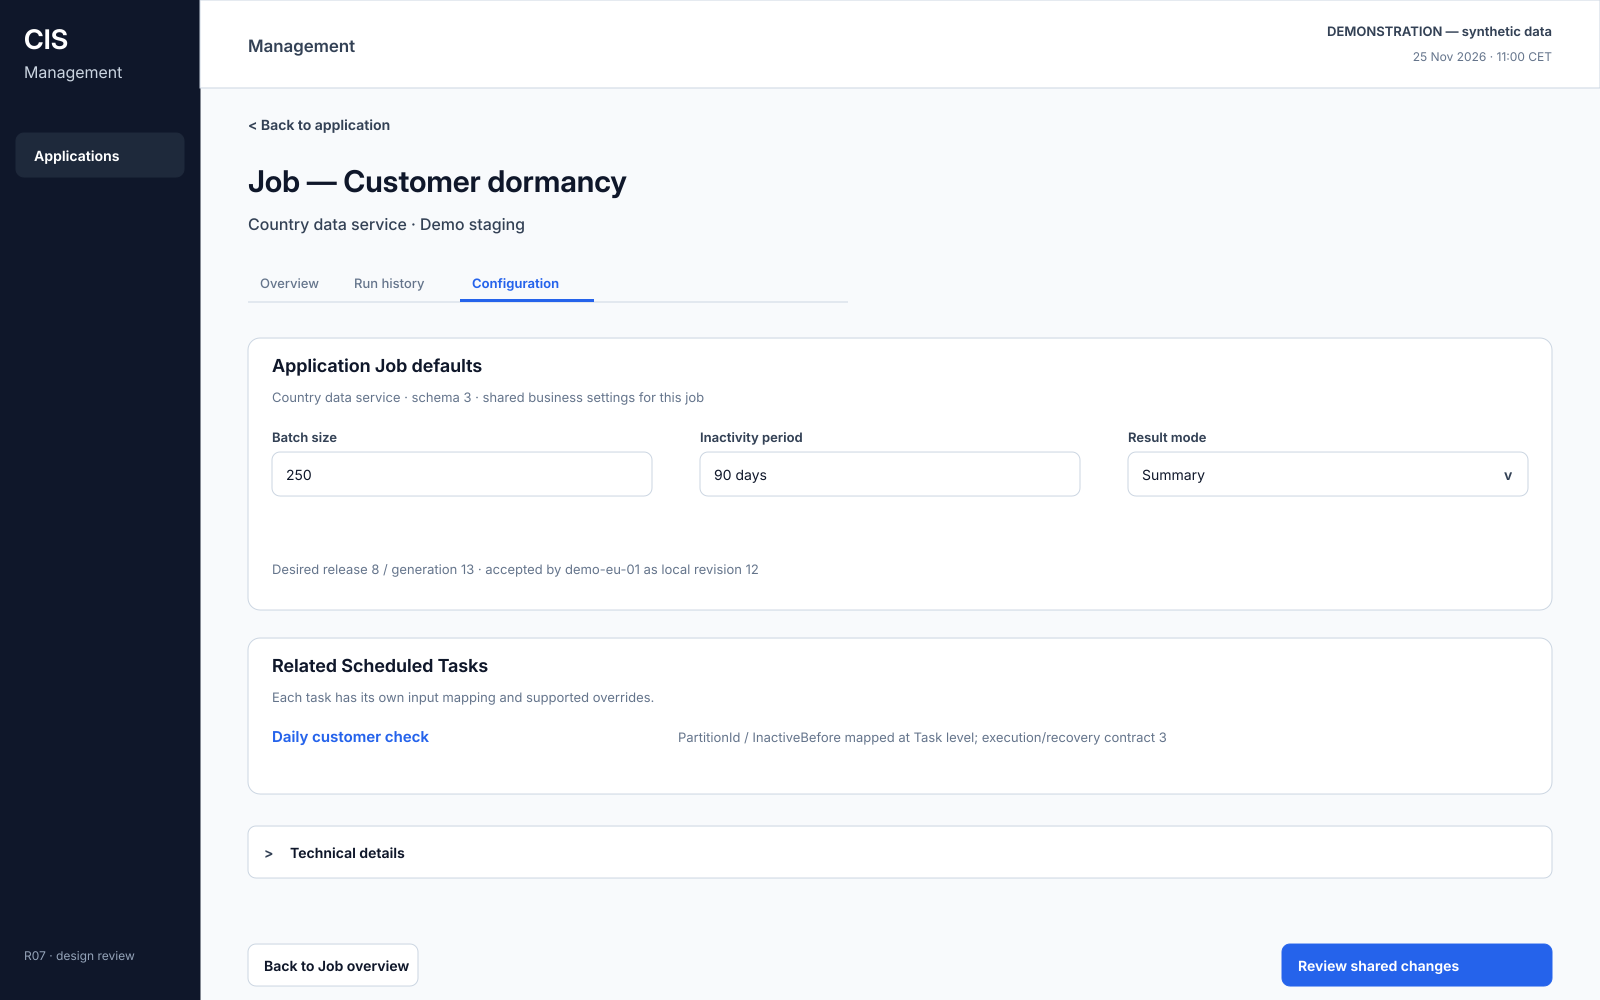 CIS
Management
Applications
R07 · design review
Management
DEMONSTRATION — synthetic data
25 Nov 2026 · 11:00 CET
< Back to application
Job — Customer dormancy
Country data service · Demo staging
Overview
Run history
Configuration
Application Job defaults
Country data service · schema 3 · shared business settings for this job
Batch size
Inactivity period
Result mode
250
90 days
Summary v
Desired release 8 / generation 13 · accepted by demo-eu-01 as local revision 12
Related Scheduled Tasks
Each task has its own input mapping and supported overrides.
Daily customer check
PartitionId / InactiveBefore mapped at Task level; execution/recovery contract 3
> Technical details
Back to Job overview
Review shared changes